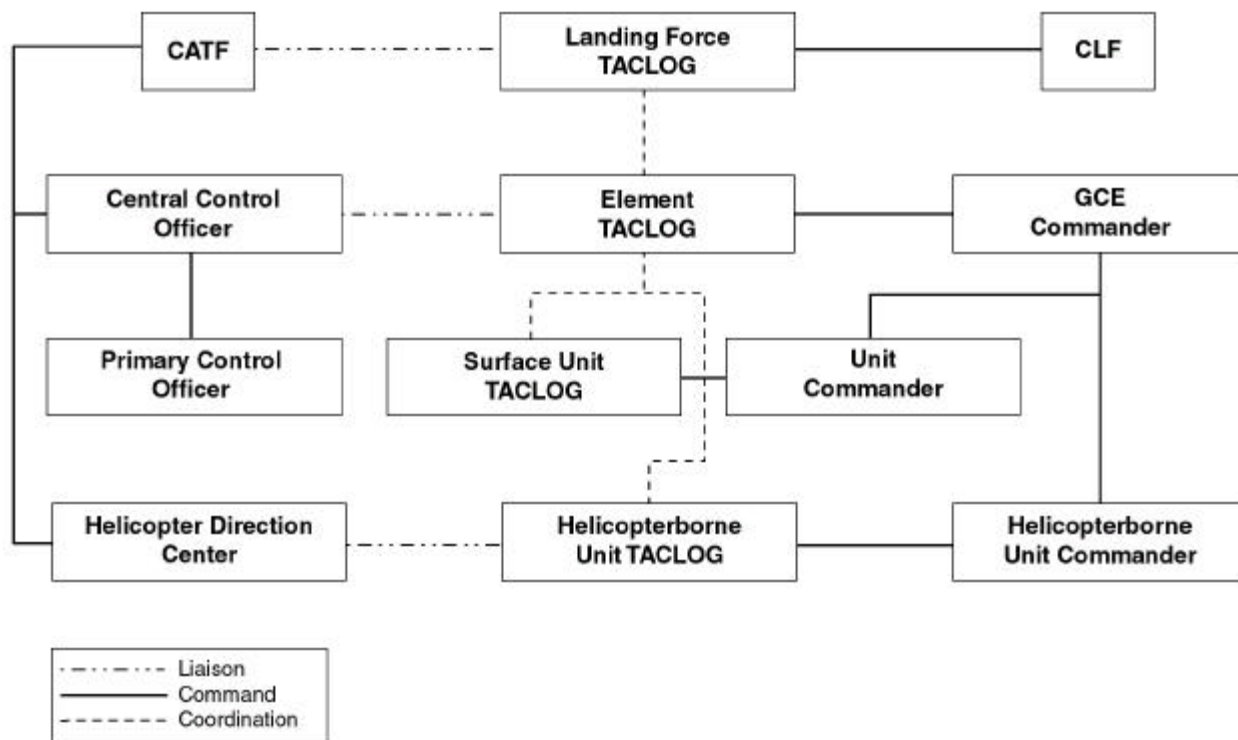 CATF
Landing Force
TACLOG
CLF
Central Control
Officer
Element
TACLOG
GCE
Commander
Primary Control
Officer
Surface Unit
TACLOG
Unit
Commander
Helicopter Direction
Center
Helicopterborne
Unit TACLOG
Helicopterborne
Unit Commander
Liaison
Command
Coordination